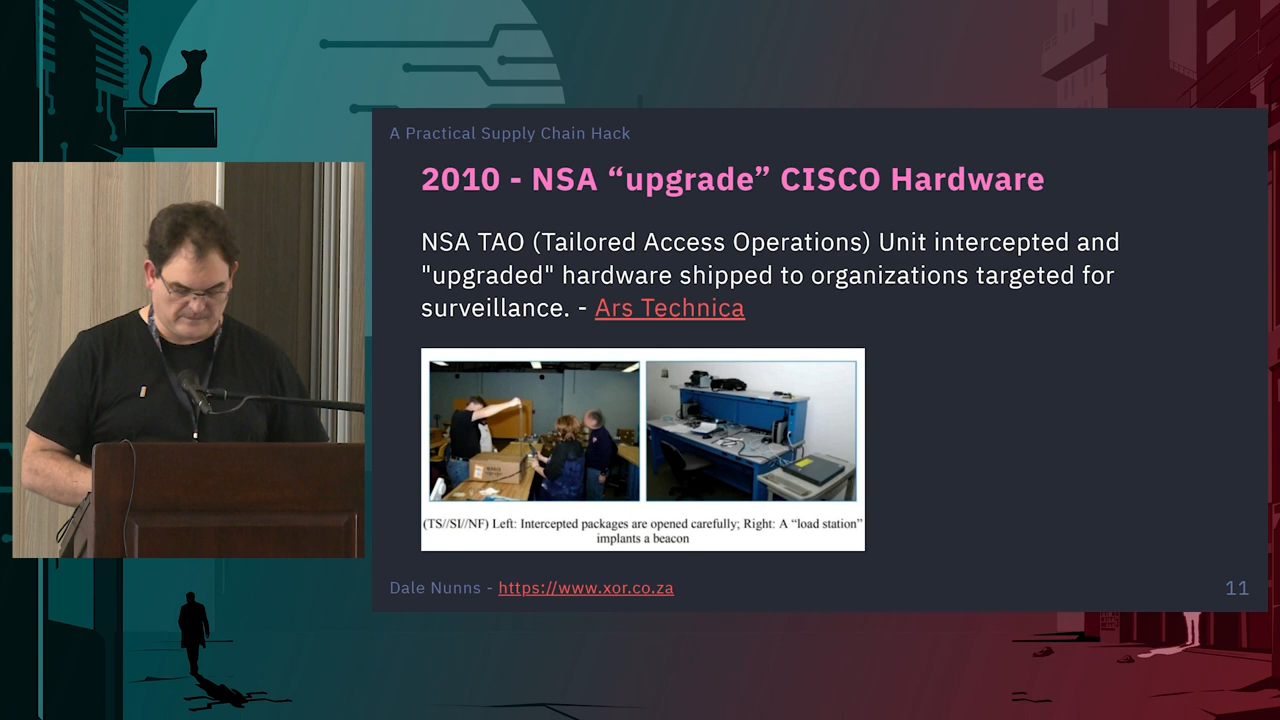 A Practical Supply Chain Hack
2010 - NSA “upgrade” CISCO Hardware
NSA TAO (Tailored Access Operations) Unit intercepted and
"upgraded" hardware shipped to organizations targeted for
surveillance. - Ars Technica
(TS//SI//NF) Left: Intercepted packages are opened carefully; Right: A “load station”
implants a beacon
Dale Nunns - https://www.xor.co.za
11